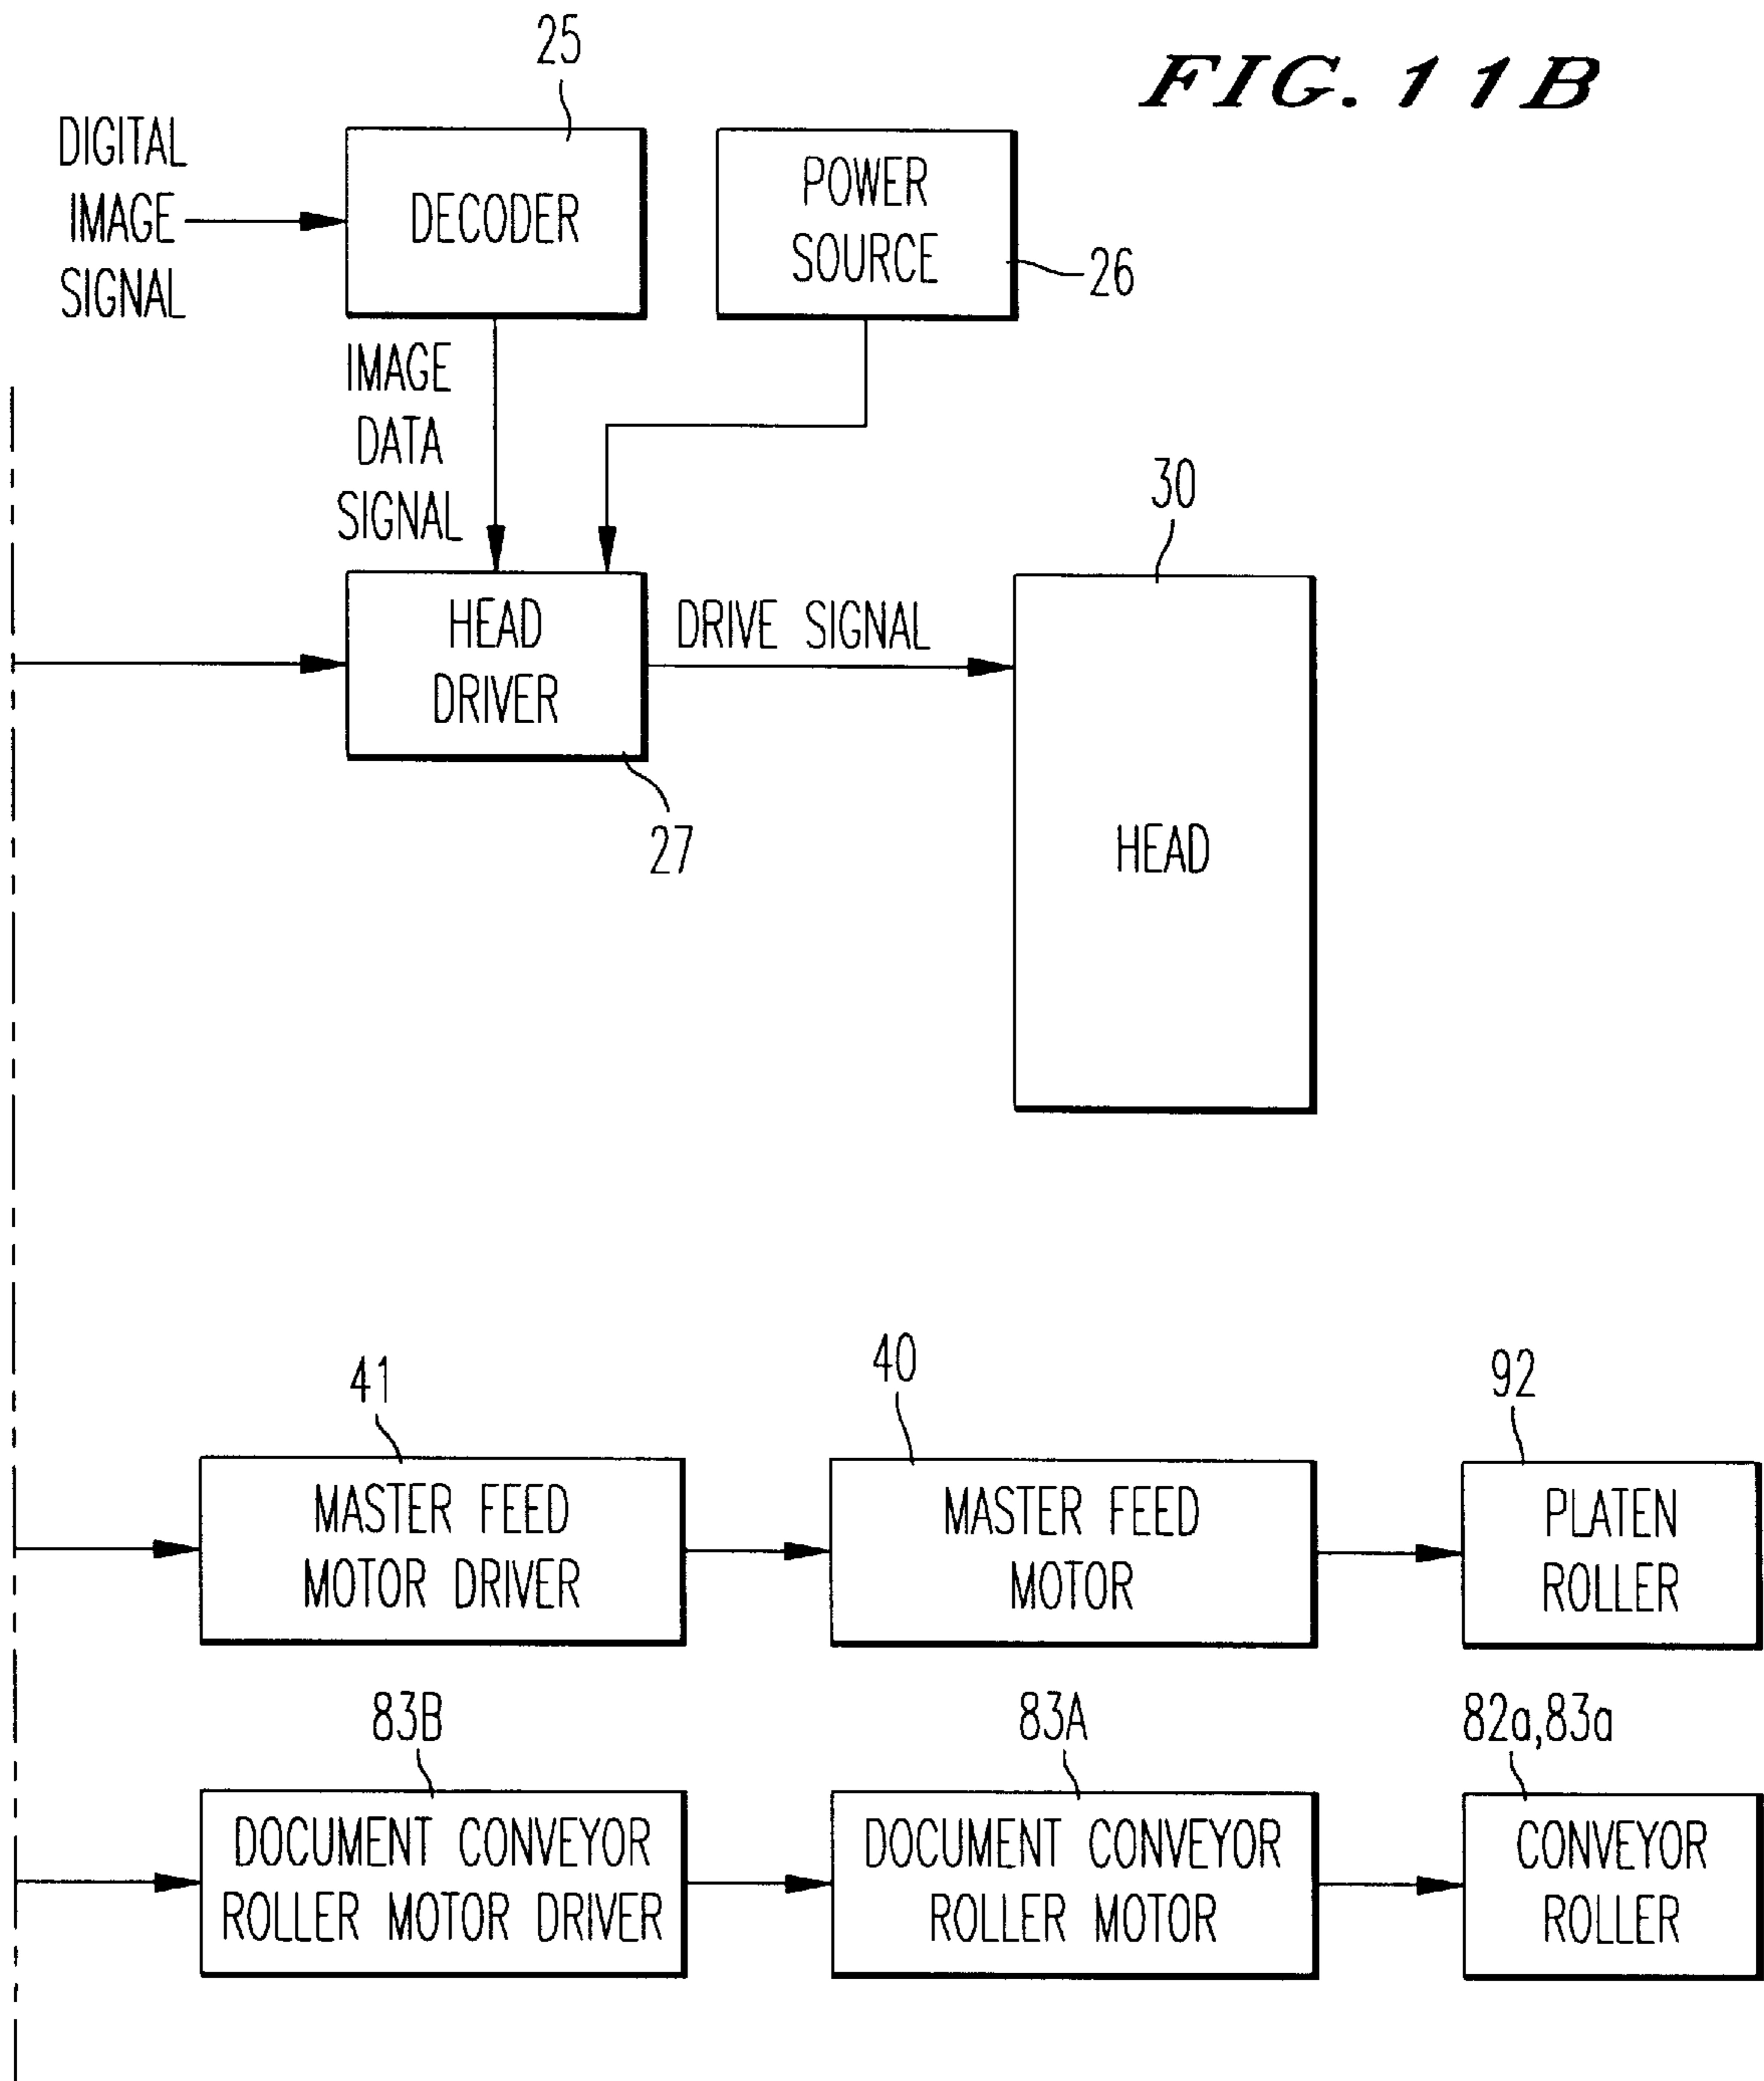 FIG. 11B
25
DIGITAL
IMAGE
SIGNAL
DECODER
POWER
SOURCE
26
IMAGE
DATA
SIGNAL
30
HEAD
DRIVER
DRIVE SIGNAL
27
HEAD
41
40
92
MASTER FEED
MOTOR DRIVER
MASTER FEED
MOTOR
PLATEN
ROLLER
83B
83A
82a,83a
DOCUMENT CONVEYOR
ROLLER MOTOR DRIVER
DOCUMENT CONVEYOR
ROLLER MOTOR
CONVEYOR
ROLLER